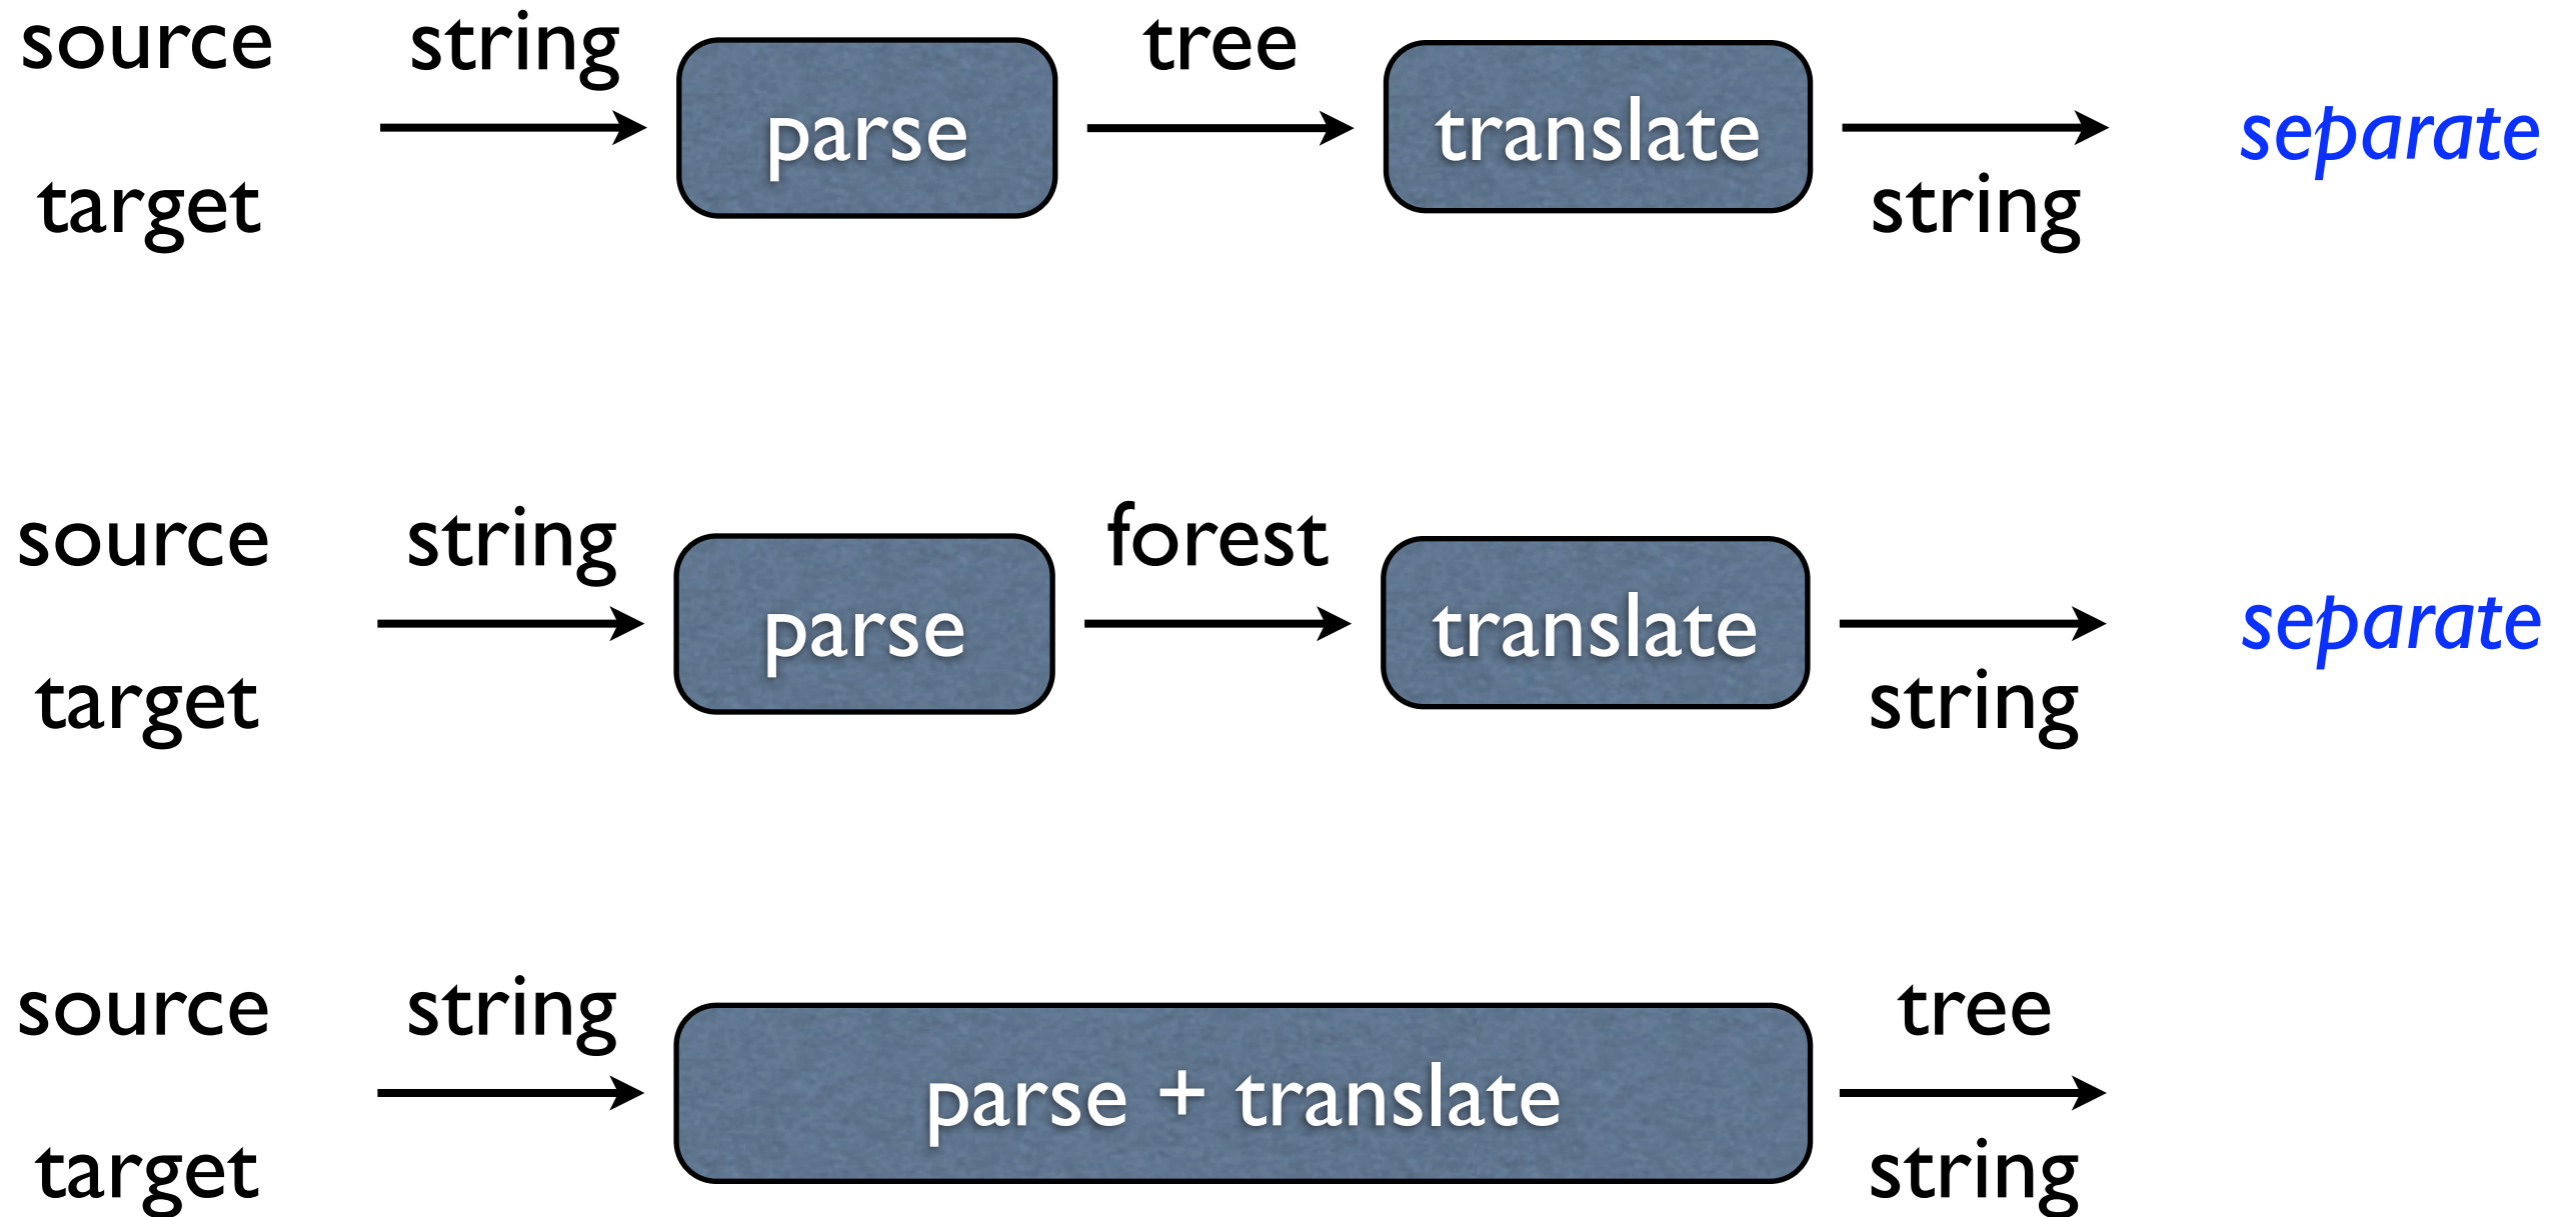 source string tree
parse translate separate
target string
source string forest
parse translate separate
target string
source string tree
parse + translate
target string